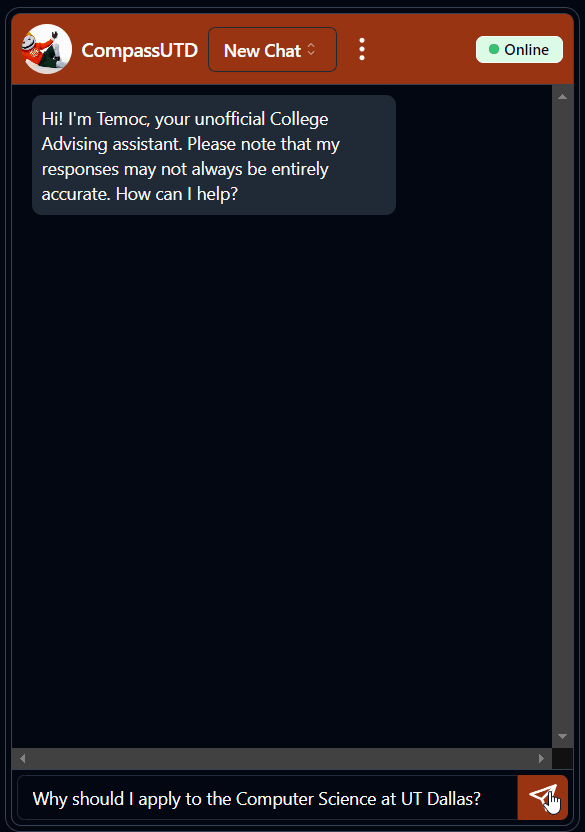 CompassUTD New Chat Online
Hi! I'm Temoc, your unofficial College
Advising assistant. Please note that my
responses may not always be entirely
accurate. How can I help?
Why should I apply to the Computer Science at UT Dallas?